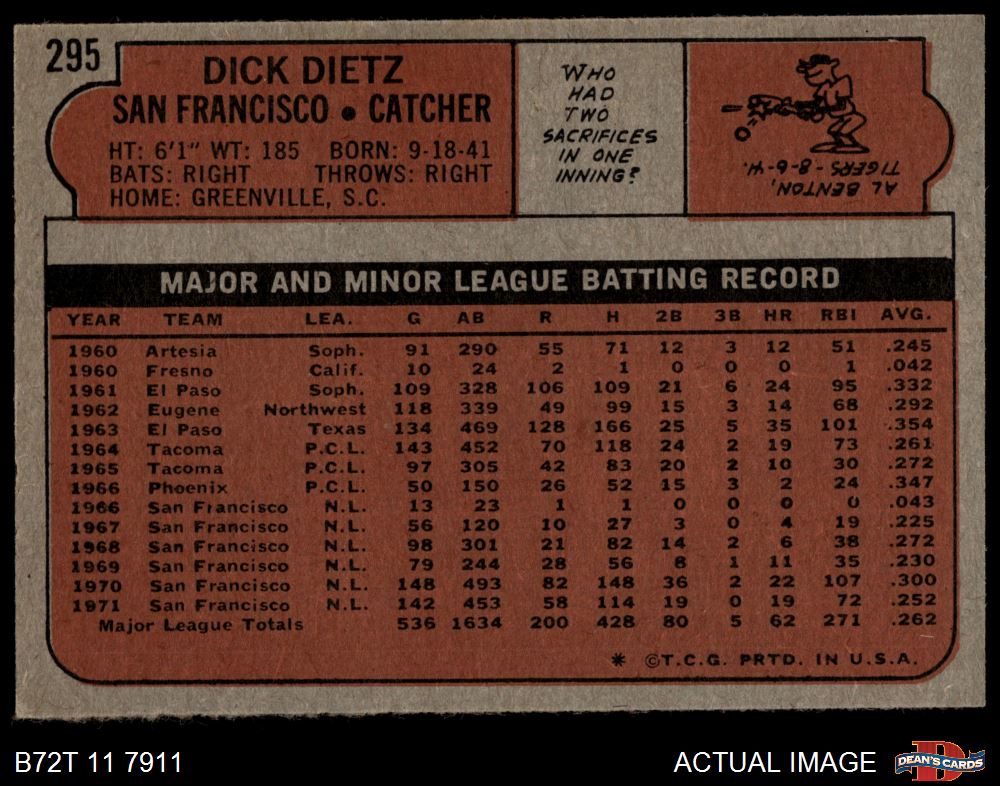 295
DICK DIETZ
SAN FRANCISCO • CATCHER
HT: 6'1" WT: 185 BORN: 9-18-41
BATS: RIGHT THROWS: RIGHT
HOME: GREENVILLE, S.C.
WHO
HAD
TWO
SACRIFICES
IN ONE
INNING?
AL BENTON,
TIGERS - 8-6-41.
MAJOR AND MINOR LEAGUE BATTING RECORD
YEAR TEAM LEA. G AB R H 2B 3B HR RBI AVG.
1960 Artesia Soph. 91 290 55 71 12 3 12 51 .245
1960 Fresno Calif. 10 24 2 1 0 0 0 1 .042
1961 El Paso Soph. 109 328 106 109 21 6 24 95 .332
1962 Eugene Northwest 118 339 49 99 15 3 14 68 .292
1963 El Paso Texas 134 469 128 166 25 5 35 101 .354
1964 Tacoma P.C.L. 143 452 70 118 24 2 19 73 .261
1965 Tacoma P.C.L. 97 305 42 83 20 2 10 30 .272
1966 Phoenix P.C.L. 50 150 26 52 15 3 2 24 .347
1966 San Francisco N.L. 13 23 1 1 0 0 0 0 .043
1967 San Francisco N.L. 56 120 10 27 3 0 4 19 .225
1968 San Francisco N.L. 98 301 21 82 14 2 6 38 .272
1969 San Francisco N.L. 79 244 28 56 8 1 11 35 .230
1970 San Francisco N.L. 148 493 82 148 36 2 22 107 .300
1971 San Francisco N.L. 142 453 58 114 19 0 19 72 .252
Major League Totals 536 1634 200 428 80 5 62 271 .262
* ©T.C.G. PRTD. IN U.S.A.
B72T 11 7911
ACTUAL IMAGE
DEAN'S CARDS